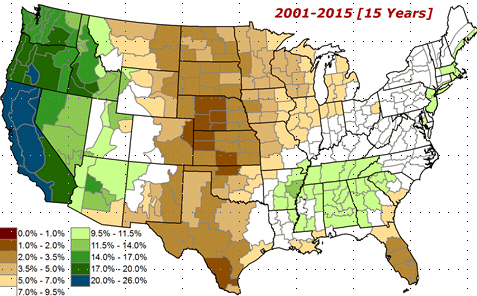 2001-2015 [15 Years]
0.0% - 1.0%
1.0% - 2.0%
2.0% - 3.5%
3.5% - 5.0%
5.0% - 7.0%
7.0% - 9.5%
9.5% - 11.5%
11.5% - 14.0%
14.0% - 17.0%
17.0% - 20.0%
20.0% - 26.0%